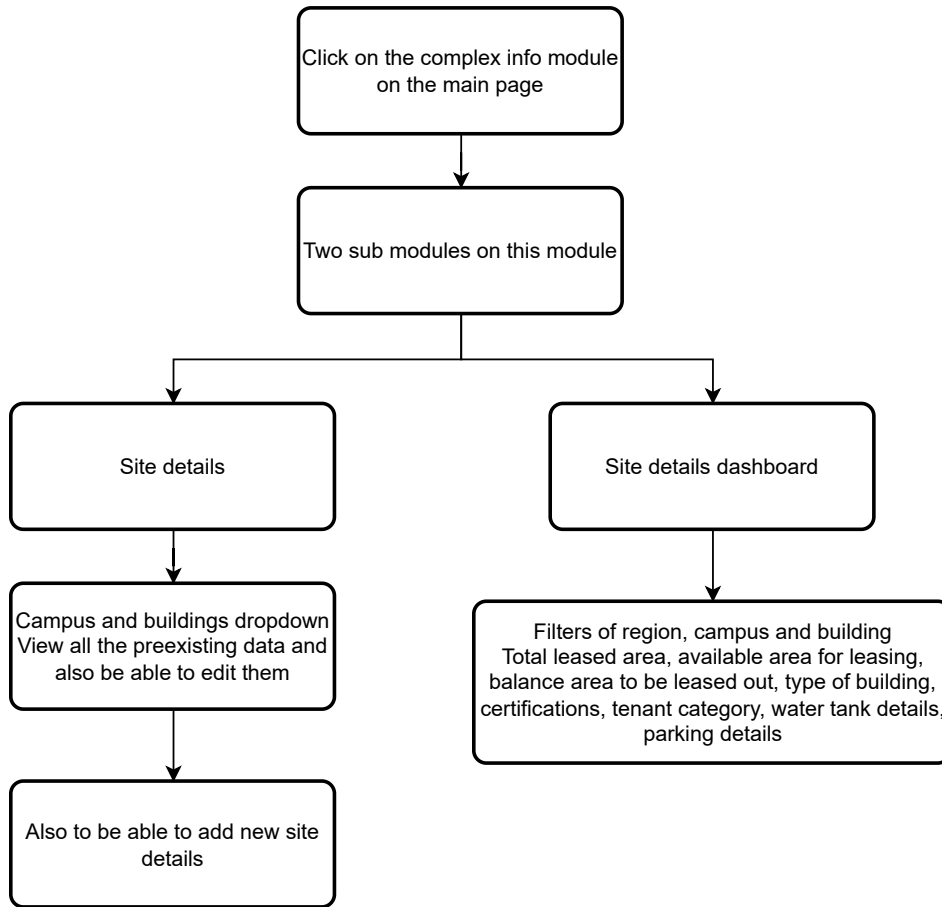 Click on the complex info module
on the main page
Two sub modules on this module
Site details
Site details dashboard
Campus and buildings dropdown
View all the preexisting data and
also be able to edit them
Filters of region, campus and building
Total leased area, available area for leasing,
balance area to be leased out, type of building,
certifications, tenant category, water tank details,
parking details
Also to be able to add new site
details